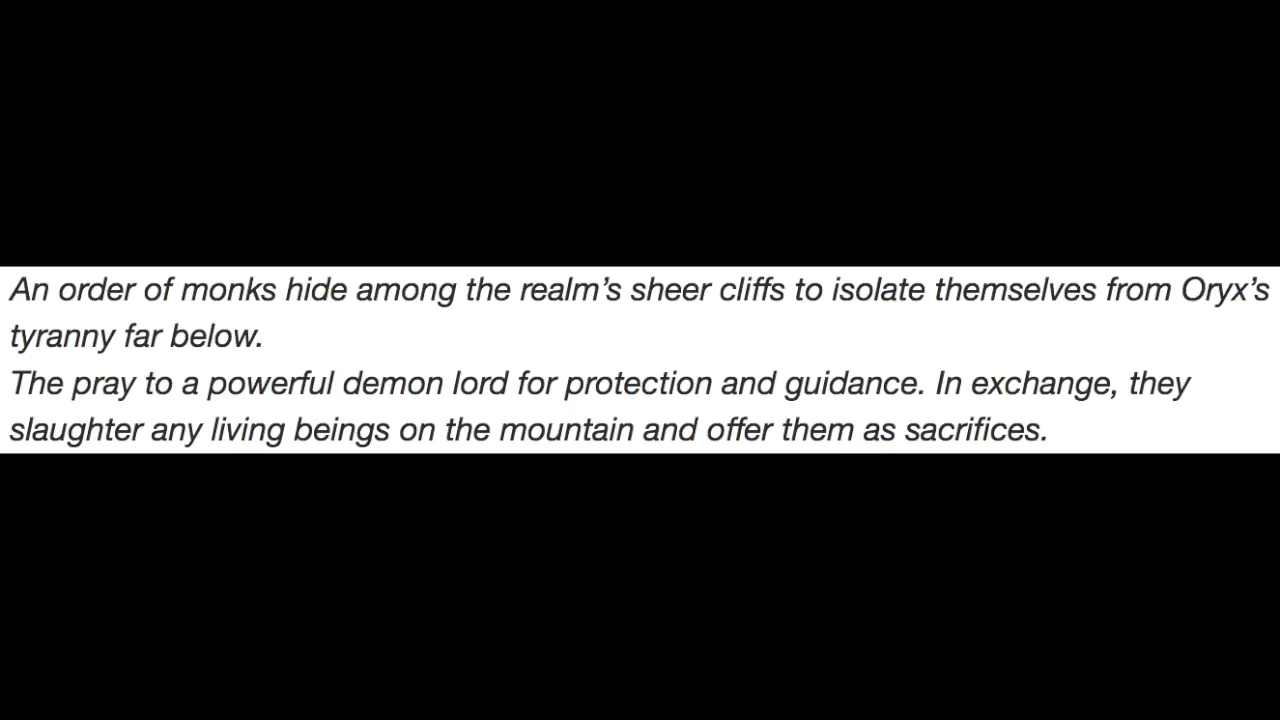 An order of monks hide among the realm’s sheer cliffs to isolate themselves from Oryx’s
tyranny far below.
The pray to a powerful demon lord for protection and guidance. In exchange, they
slaughter any living beings on the mountain and offer them as sacrifices.